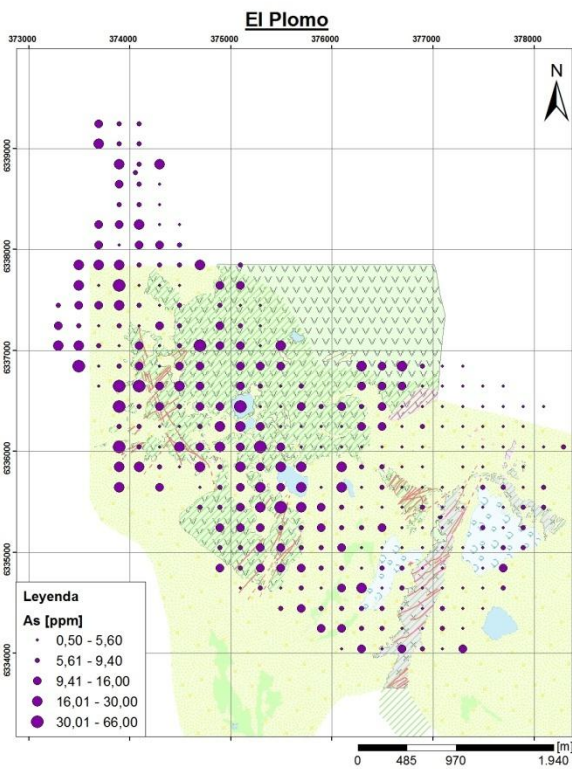 El Plomo
373000 374000 375000 376000 377000 378000
N
6339000
6338000
6337000
6336000
6335000
6334000
Leyenda
As [ppm]
0,50 - 5,60
5,61 - 9,40
9,41 - 16,00
16,01 - 30,00
30,01 - 66,00
[m]
0 485 970 1.940